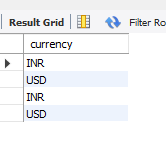 Result Grid Filter Ro
currency
INR
USD
INR
USD